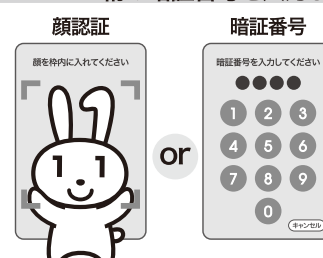 顔認証
顔を枠内に入れてください
or
暗証番号
暗証番号を入力してください
1 2 3
4 5 6
7 8 9
0
キャンセル